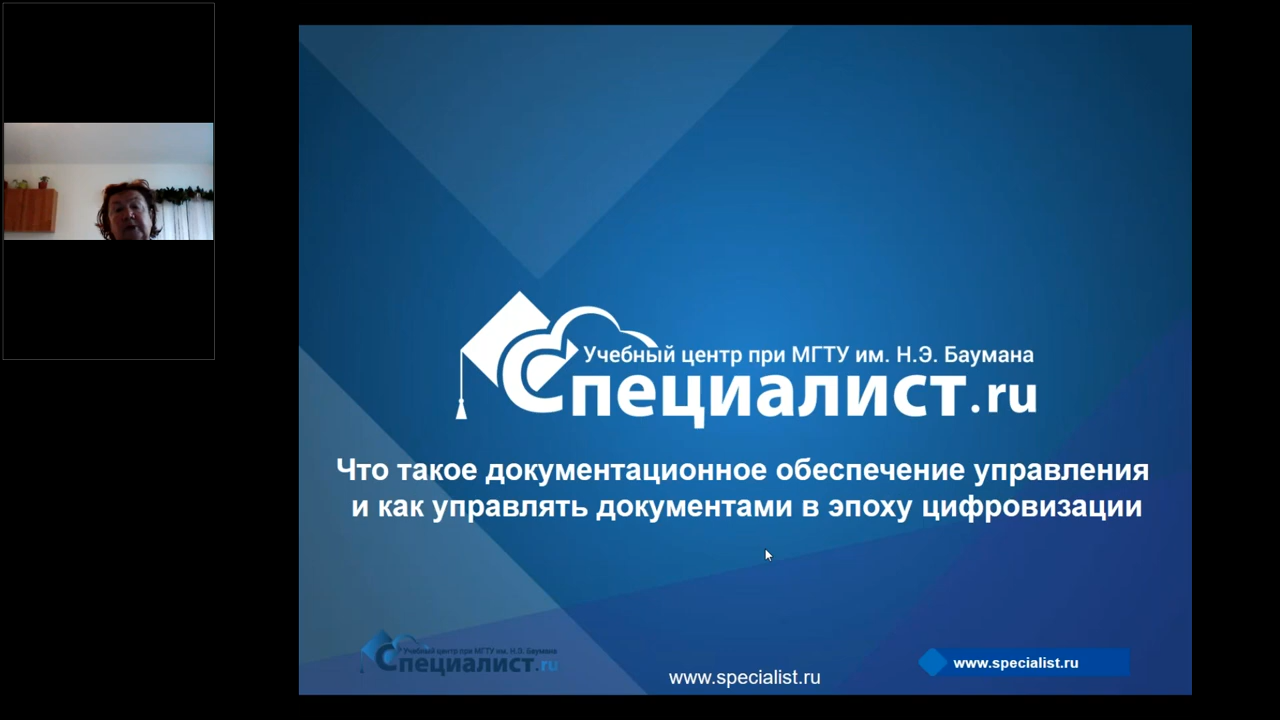 Учебный центр при МГТУ им. Н.Э. Баумана
Специалист.ru
Что такое документационное обеспечение управления
и как управлять документами в эпоху цифровизации
Учебный центр при МГТУ им. Н.Э. Баумана
Специалист.ru
www.specialist.ru
www.specialist.ru